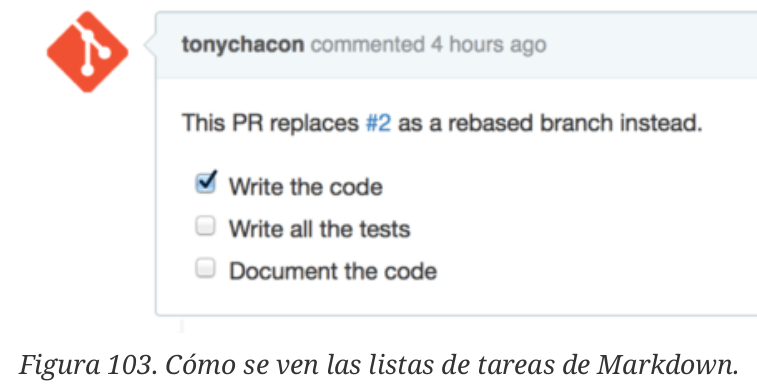 tonychacon commented 4 hours ago
This PR replaces #2 as a rebased branch instead.
Write the code
Write all the tests
Document the code
Figura 103. Cómo se ven las listas de tareas de Markdown.